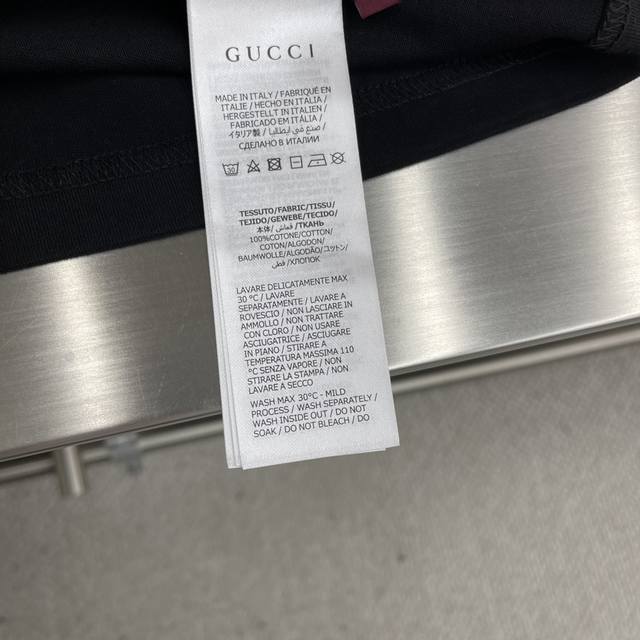 GUCCI
MADE IN ITALY / FABRIQUÉ EN
ITALIE / HECHO EN ITALIA /
HERGESTELLT IN ITALIEN /
FABRICADO EM ITÁLIA /
イタリア製 / صنع في ايطاليا /
СДЕЛАНО В ИТАЛИИ
30
TESSUTO/FABRIC/TISSU/
TEJIDO/GEWEBE/TECIDO/
本体/ قماش /ТКАНЬ
100%COTONE/COTTON/
COTON/ALGODON/
BAUMWOLLE/ALGODÃO/コットン/
قطن /ХЛОПОК
LAVARE DELICATAMENTE MAX
30 °C / LAVARE
SEPARATAMENTE / LAVARE A
ROVESCIO / NON LASCIARE IN
AMMOLLO / NON TRATTARE
CON CLORO / NON USARE
ASCIUGATRICE / ASCIUGARE
IN PIANO / STIRARE A
TEMPERATURA MASSIMA 110
°C SENZA VAPORE / NON
STIRARE LA STAMPA / NON
LAVARE A SECCO
WASH MAX 30°C - MILD
PROCESS / WASH SEPARATELY /
WASH INSIDE OUT / DO NOT
SOAK / DO NOT BLEACH / DO